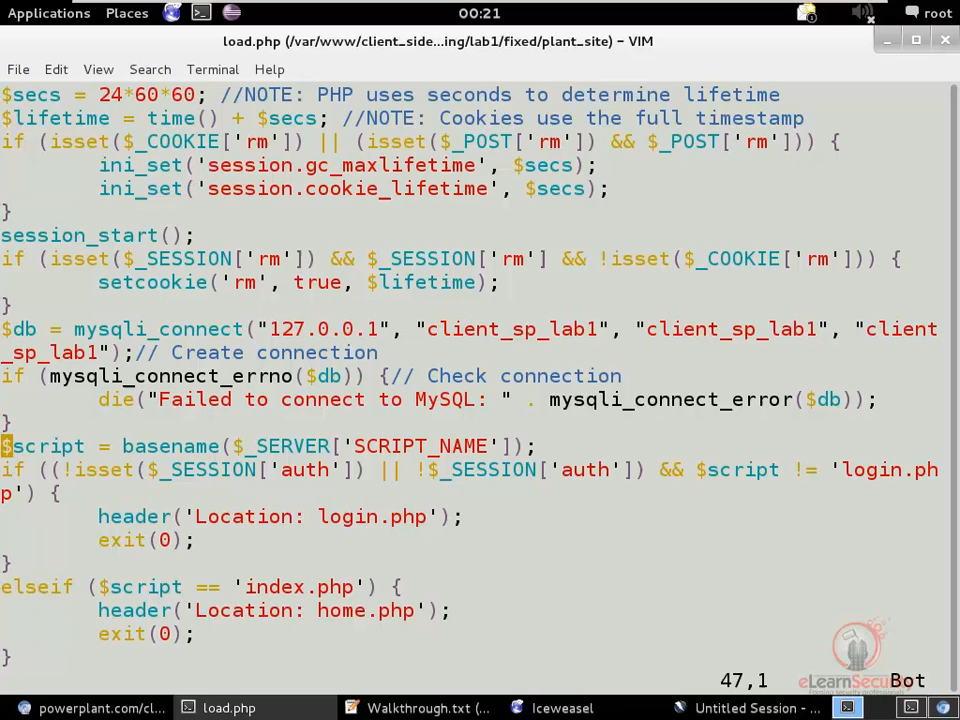 Applications Places 00:21 root
load.php (/var/www/client_side...ing/lab1/fixed/plant_site) - VIM
File Edit View Search Terminal Help
$secs = 24*60*60; //NOTE: PHP uses seconds to determine lifetime
$lifetime = time() + $secs; //NOTE: Cookies use the full timestamp
if (isset($_COOKIE['rm']) || (isset($_POST['rm']) && $_POST['rm'])) {
        ini_set('session.gc_maxlifetime', $secs);
        ini_set('session.cookie_lifetime', $secs);
}
session_start();
if (isset($_SESSION['rm']) && $_SESSION['rm'] && !isset($_COOKIE['rm'])) {
        setcookie('rm', true, $lifetime);
}
$db = mysqli_connect("127.0.0.1", "client_sp_lab1", "client_sp_lab1", "client
_sp_lab1");// Create connection
if (mysqli_connect_errno($db)) {// Check connection
        die("Failed to connect to MySQL: " . mysqli_connect_error($db));
}
$script = basename($_SERVER['SCRIPT_NAME']);
if ((!isset($_SESSION['auth']) || !$_SESSION['auth']) && $script != 'login.ph
p') {
        header('Location: login.php');
        exit(0);
}
elseif ($script == 'index.php') {
        header('Location: home.php');
        exit(0);
}
47,1 Bot
eLearnSecurity
powerplant.com/cl... load.php Walkthrough.txt (... Iceweasel Untitled Session - ...